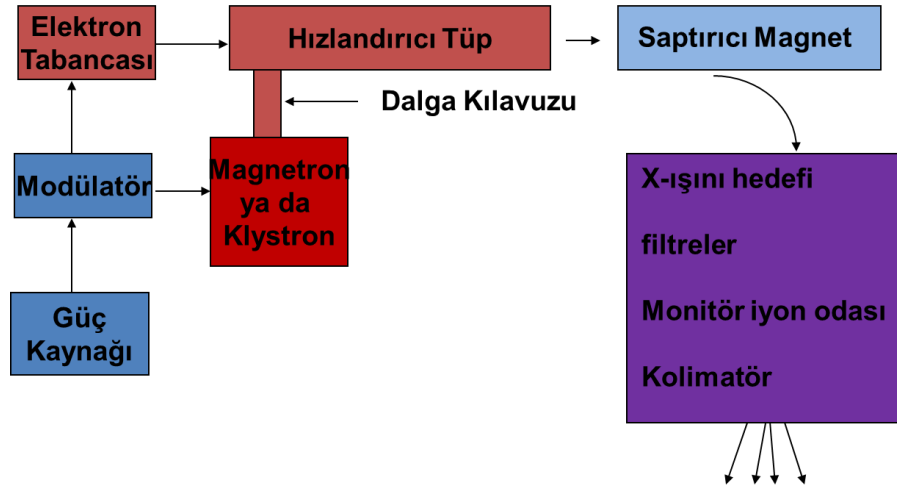 Elektron
Tabancası
Hızlandırıcı Tüp
Saptırıcı Magnet
Dalga Kılavuzu
Modülatör
Magnetron
ya da
Klystron
Güç
Kaynağı
X-ışını hedefi
filtreler
Monitör iyon odası
Kolimatör